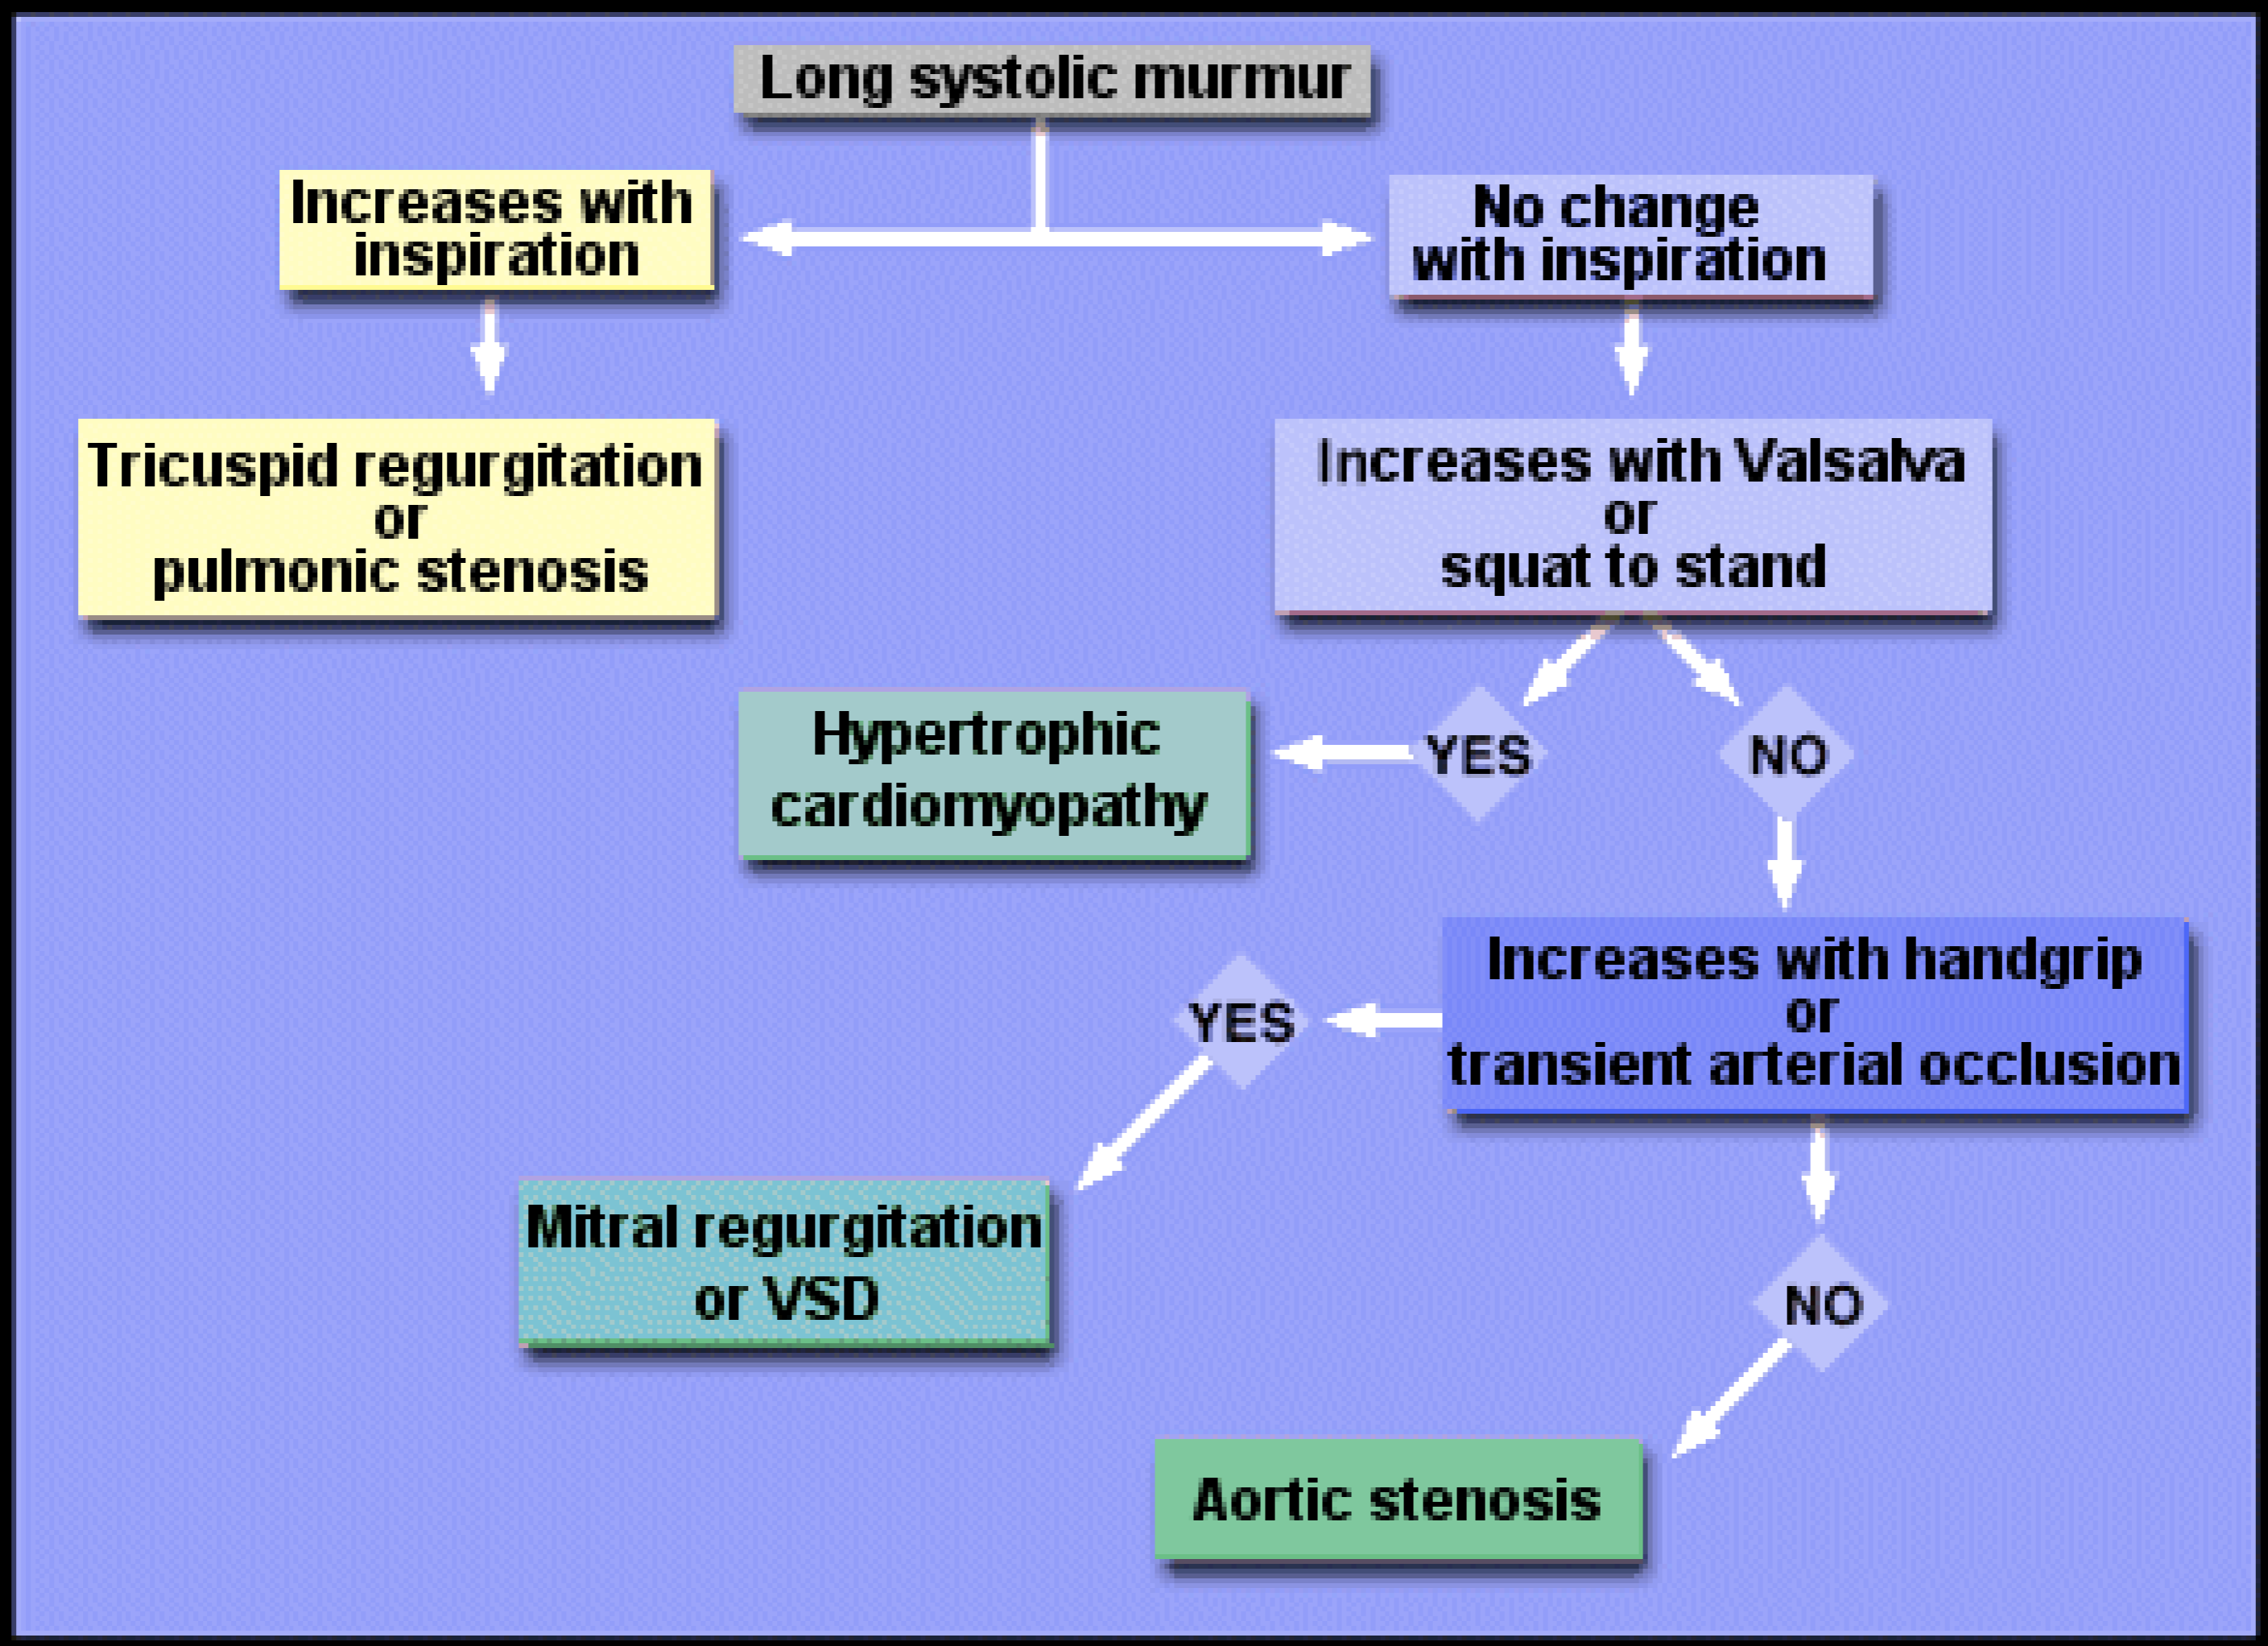 Long systolic murmur
Increases with
inspiration
No change
with inspiration
Tricuspid regurgitation
or
pulmonic stenosis
Increases with Valsalva
or
squat to stand
Hypertrophic
cardiomyopathy
YES
NO
Increases with handgrip
or
transient arterial occlusion
YES
Mitral regurgitation
or VSD
NO
Aortic stenosis